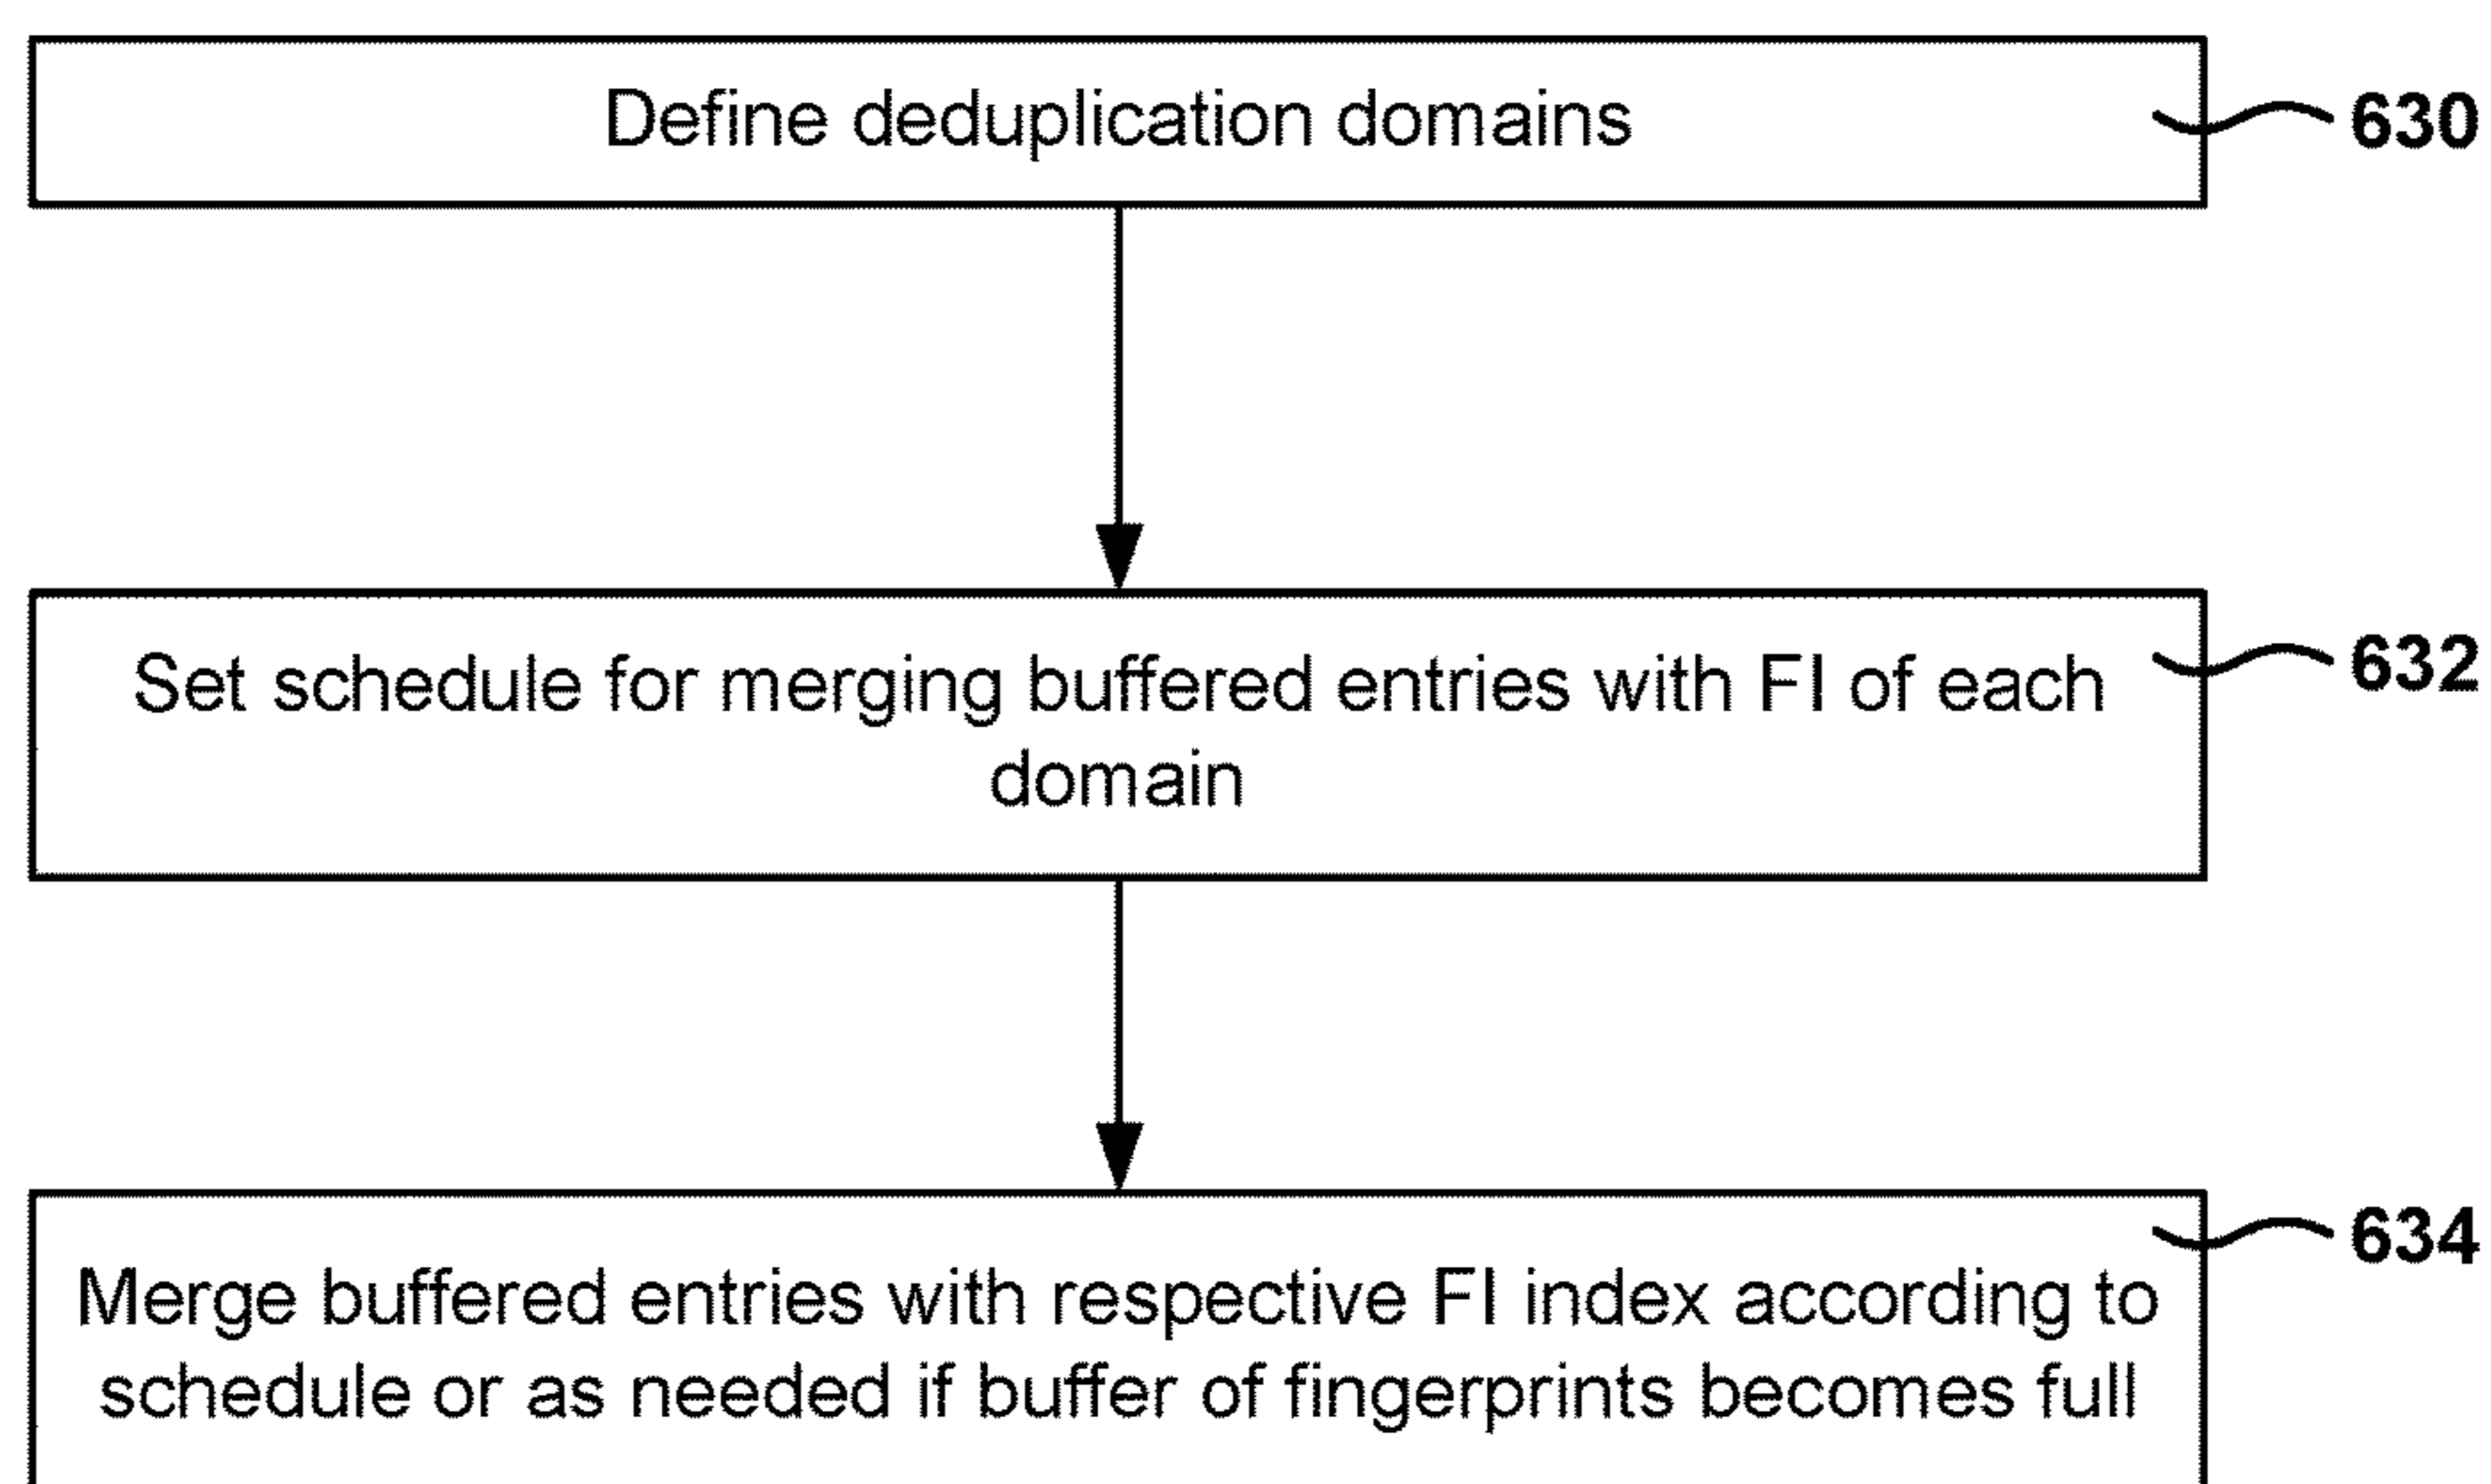 Define deduplication domains
630
Set schedule for merging buffered entries with FI of each
domain
632
Merge buffered entries with respective FI index according to
schedule or as needed if buffer of fingerprints becomes full
634